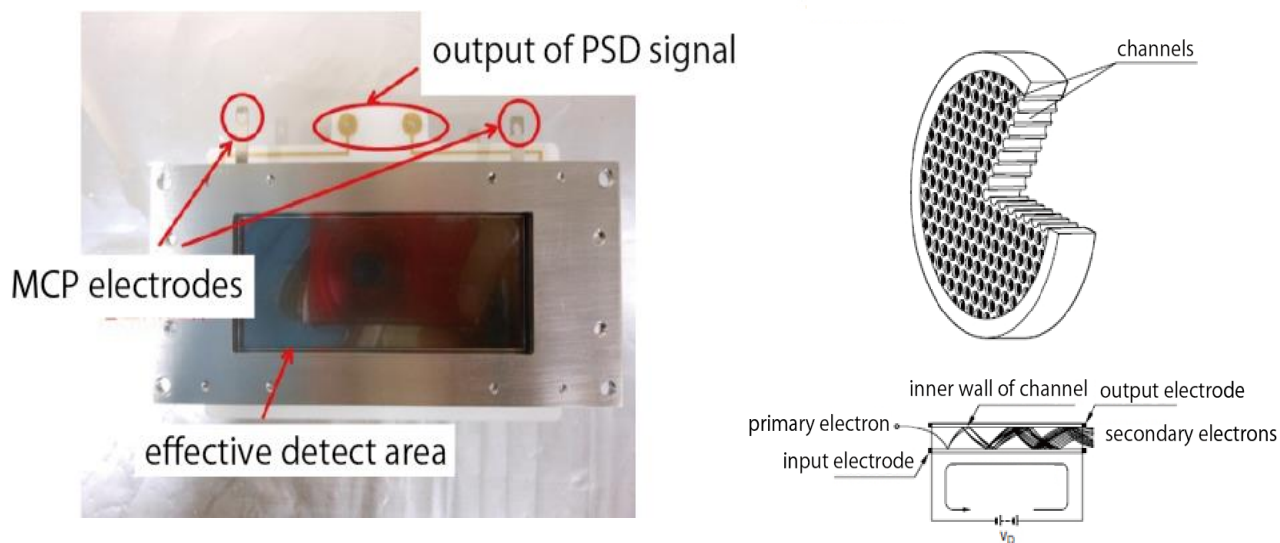 output of PSD signal
MCP electrodes
effective detect area
channels
inner wall of channel
output electrode
primary electron
secondary electrons
input electrode
V_D